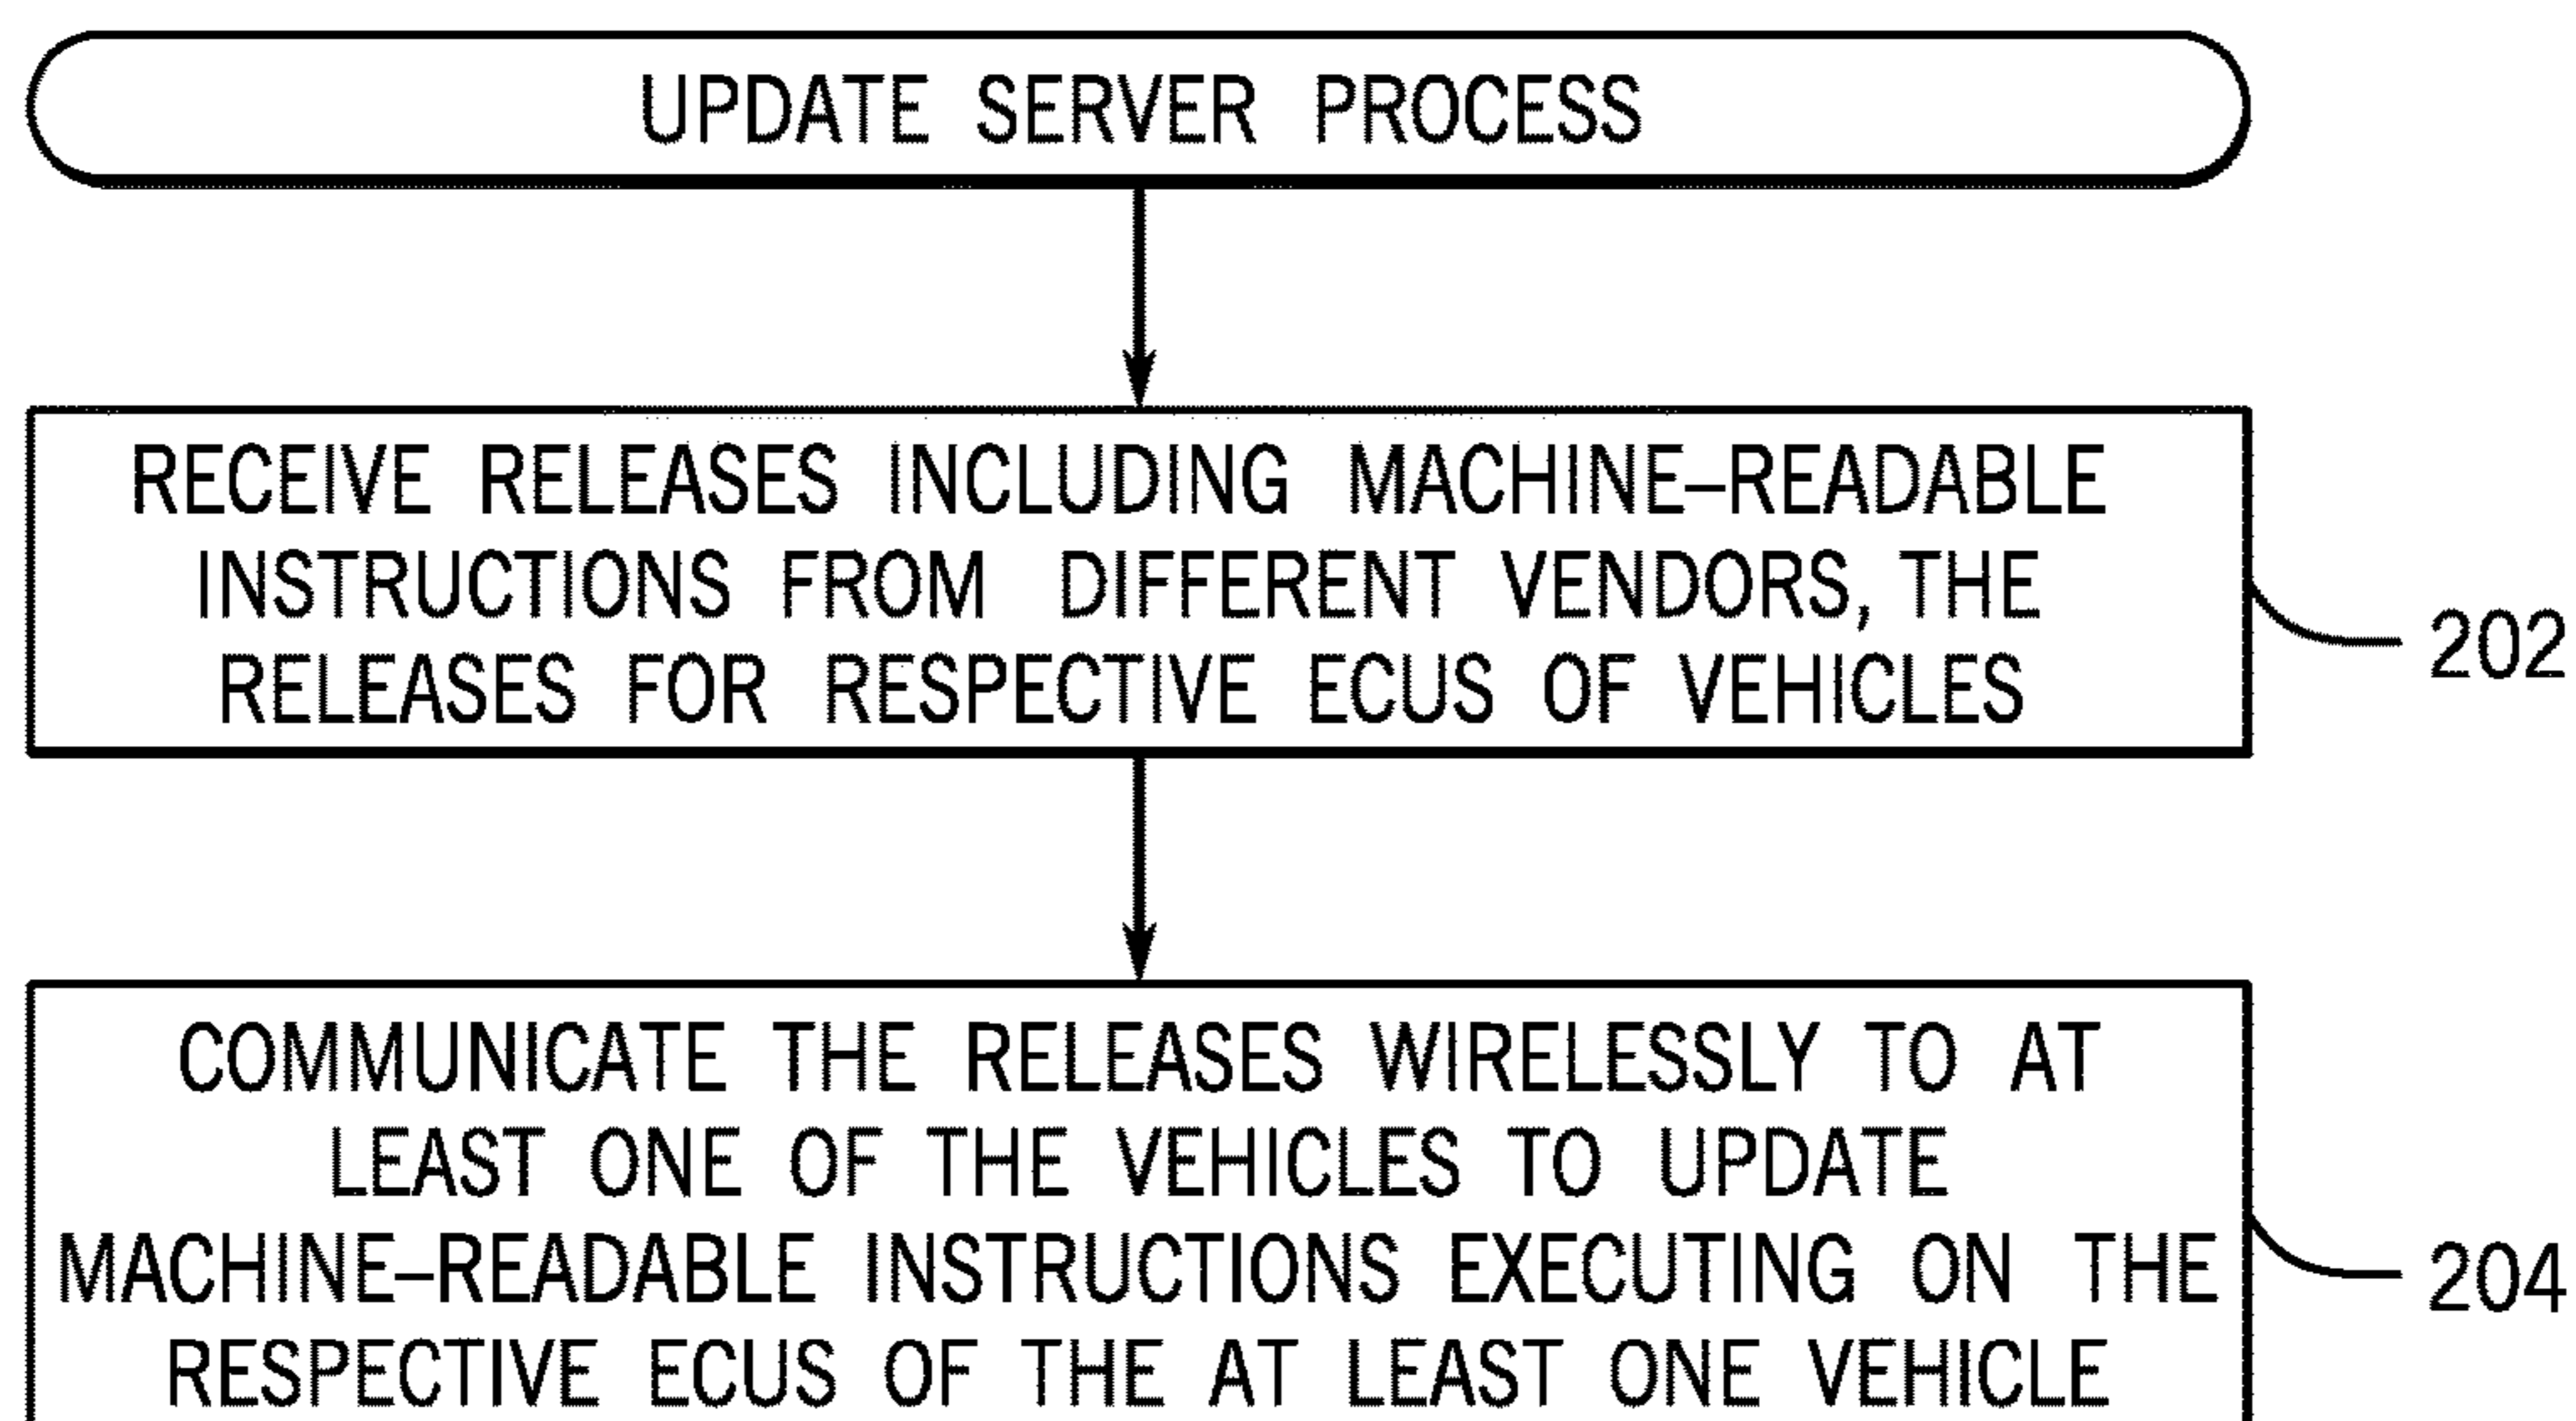 UPDATE SERVER PROCESS
RECEIVE RELEASES INCLUDING MACHINE–READABLE
INSTRUCTIONS FROM DIFFERENT VENDORS, THE
RELEASES FOR RESPECTIVE ECUS OF VEHICLES
202
COMMUNICATE THE RELEASES WIRELESSLY TO AT
LEAST ONE OF THE VEHICLES TO UPDATE
MACHINE–READABLE INSTRUCTIONS EXECUTING ON THE
RESPECTIVE ECUS OF THE AT LEAST ONE VEHICLE
204